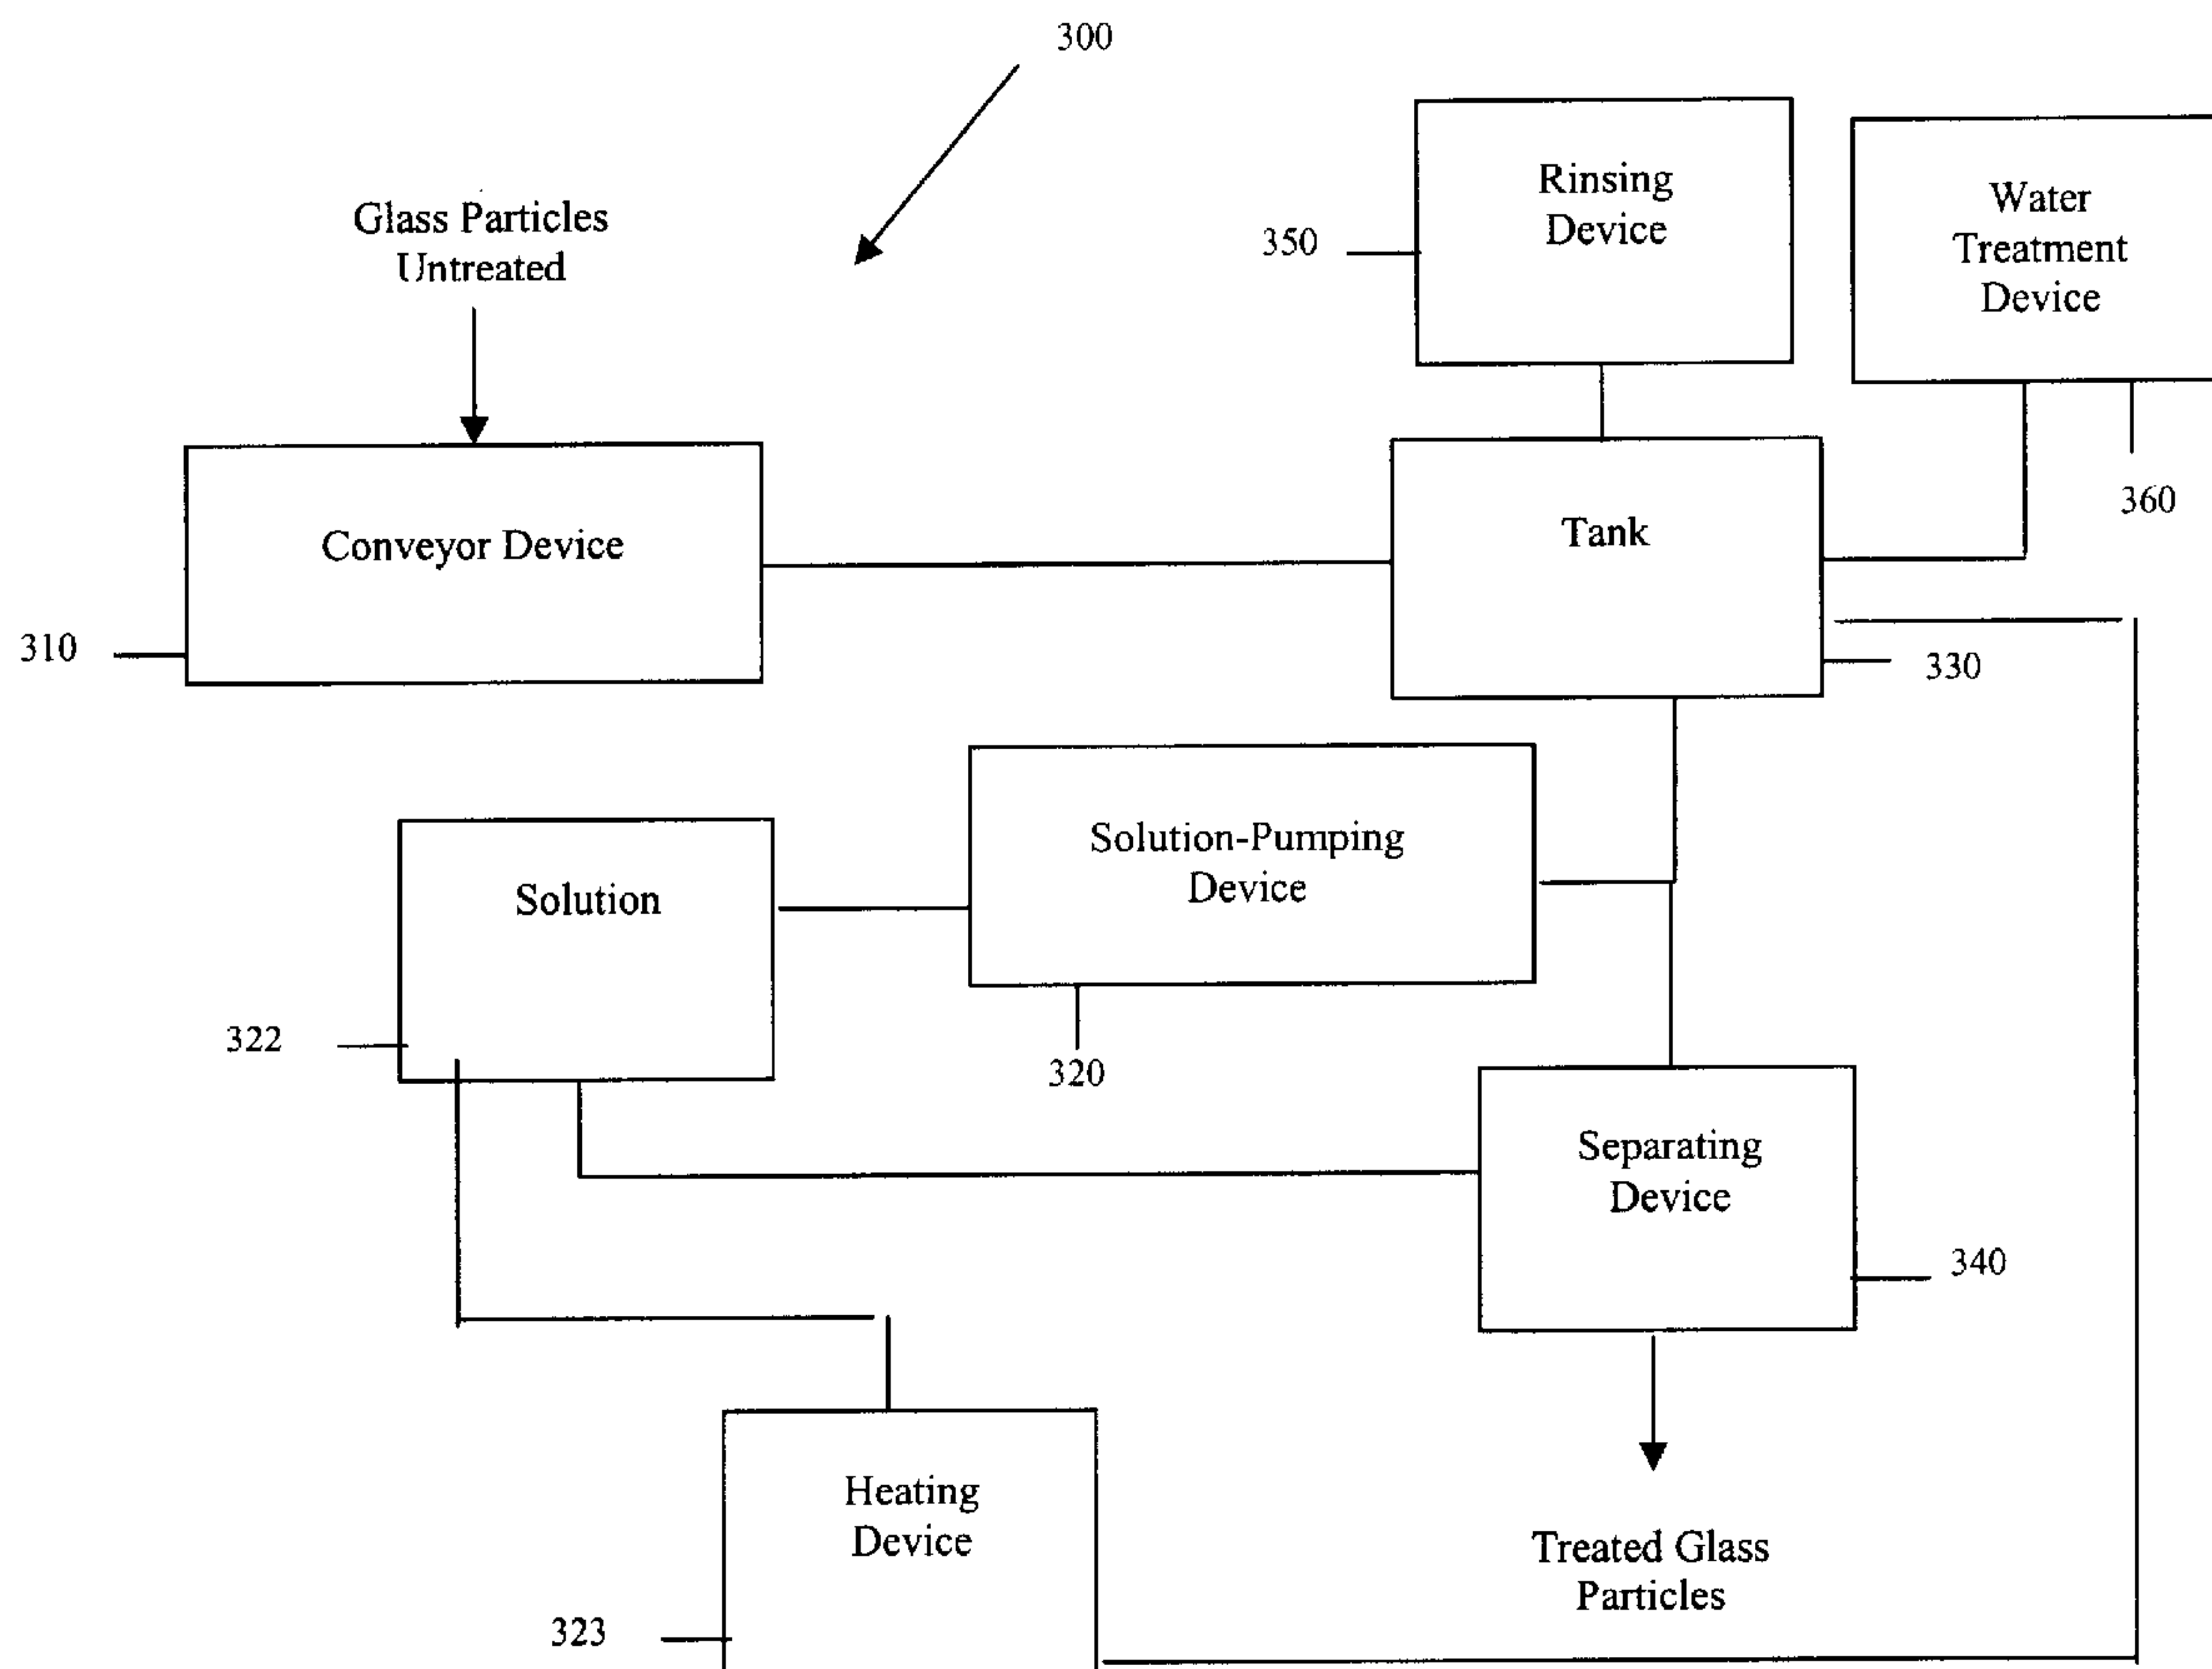 300
Glass Particles
Untreated
Rinsing
Device
350
Water
Treatment
Device
360
Conveyor Device
310
Tank
330
Solution-Pumping
Device
320
Solution
322
Separating
Device
340
Heating
Device
323
Treated Glass
Particles